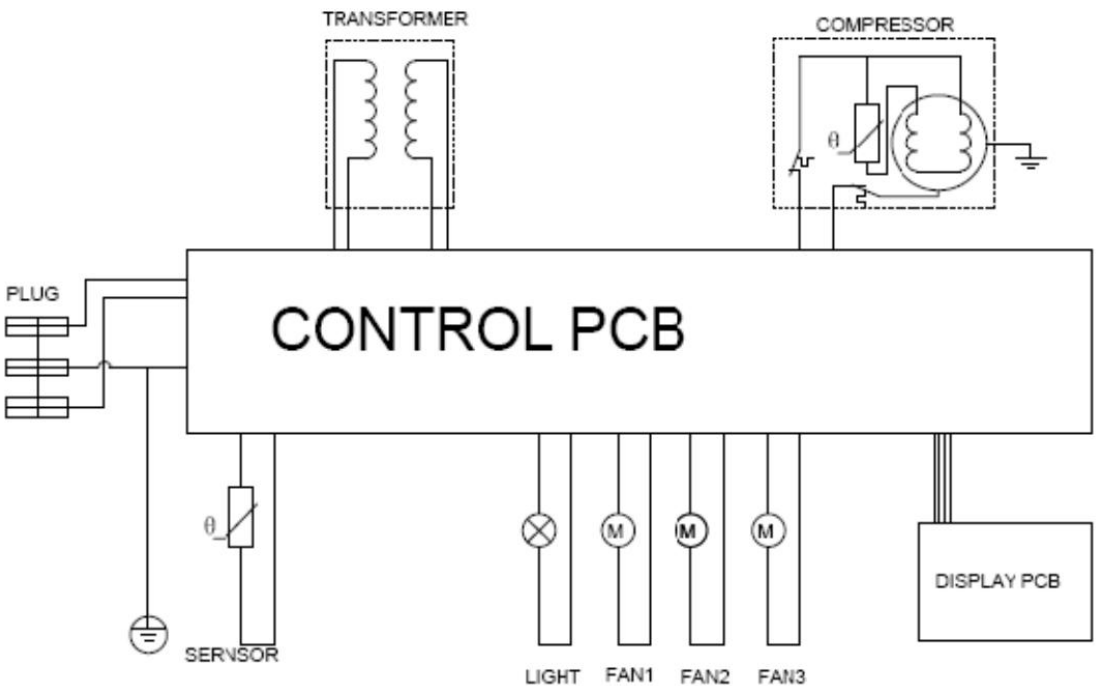 TRANSFORMER
COMPRESSOR
θ
PLUG
CONTROL PCB
θ
M
M
M
DISPLAY PCB
SERNSOR
LIGHT
FAN1
FAN2
FAN3